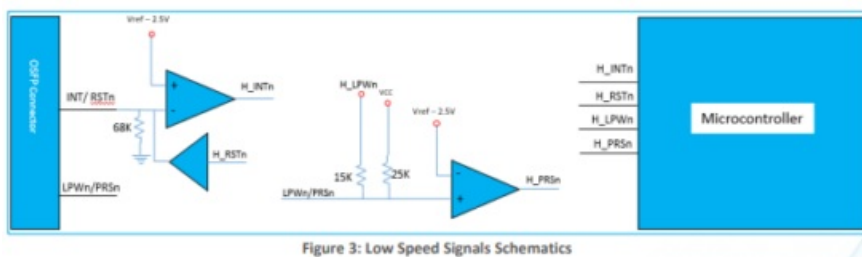 Vref – 2.5V
OSFP Connector
INT/ RSTn
H_INTn
68K
H_RSTn
LPWn/PRSn
H_LPWn
VCC
Vref – 2.5V
15K
25K
LPWn/PRSn
H_PRSn
H_INTn
H_RSTn
H_LPWn
H_PRSn
Microcontroller
Figure 3: Low Speed Signals Schematics